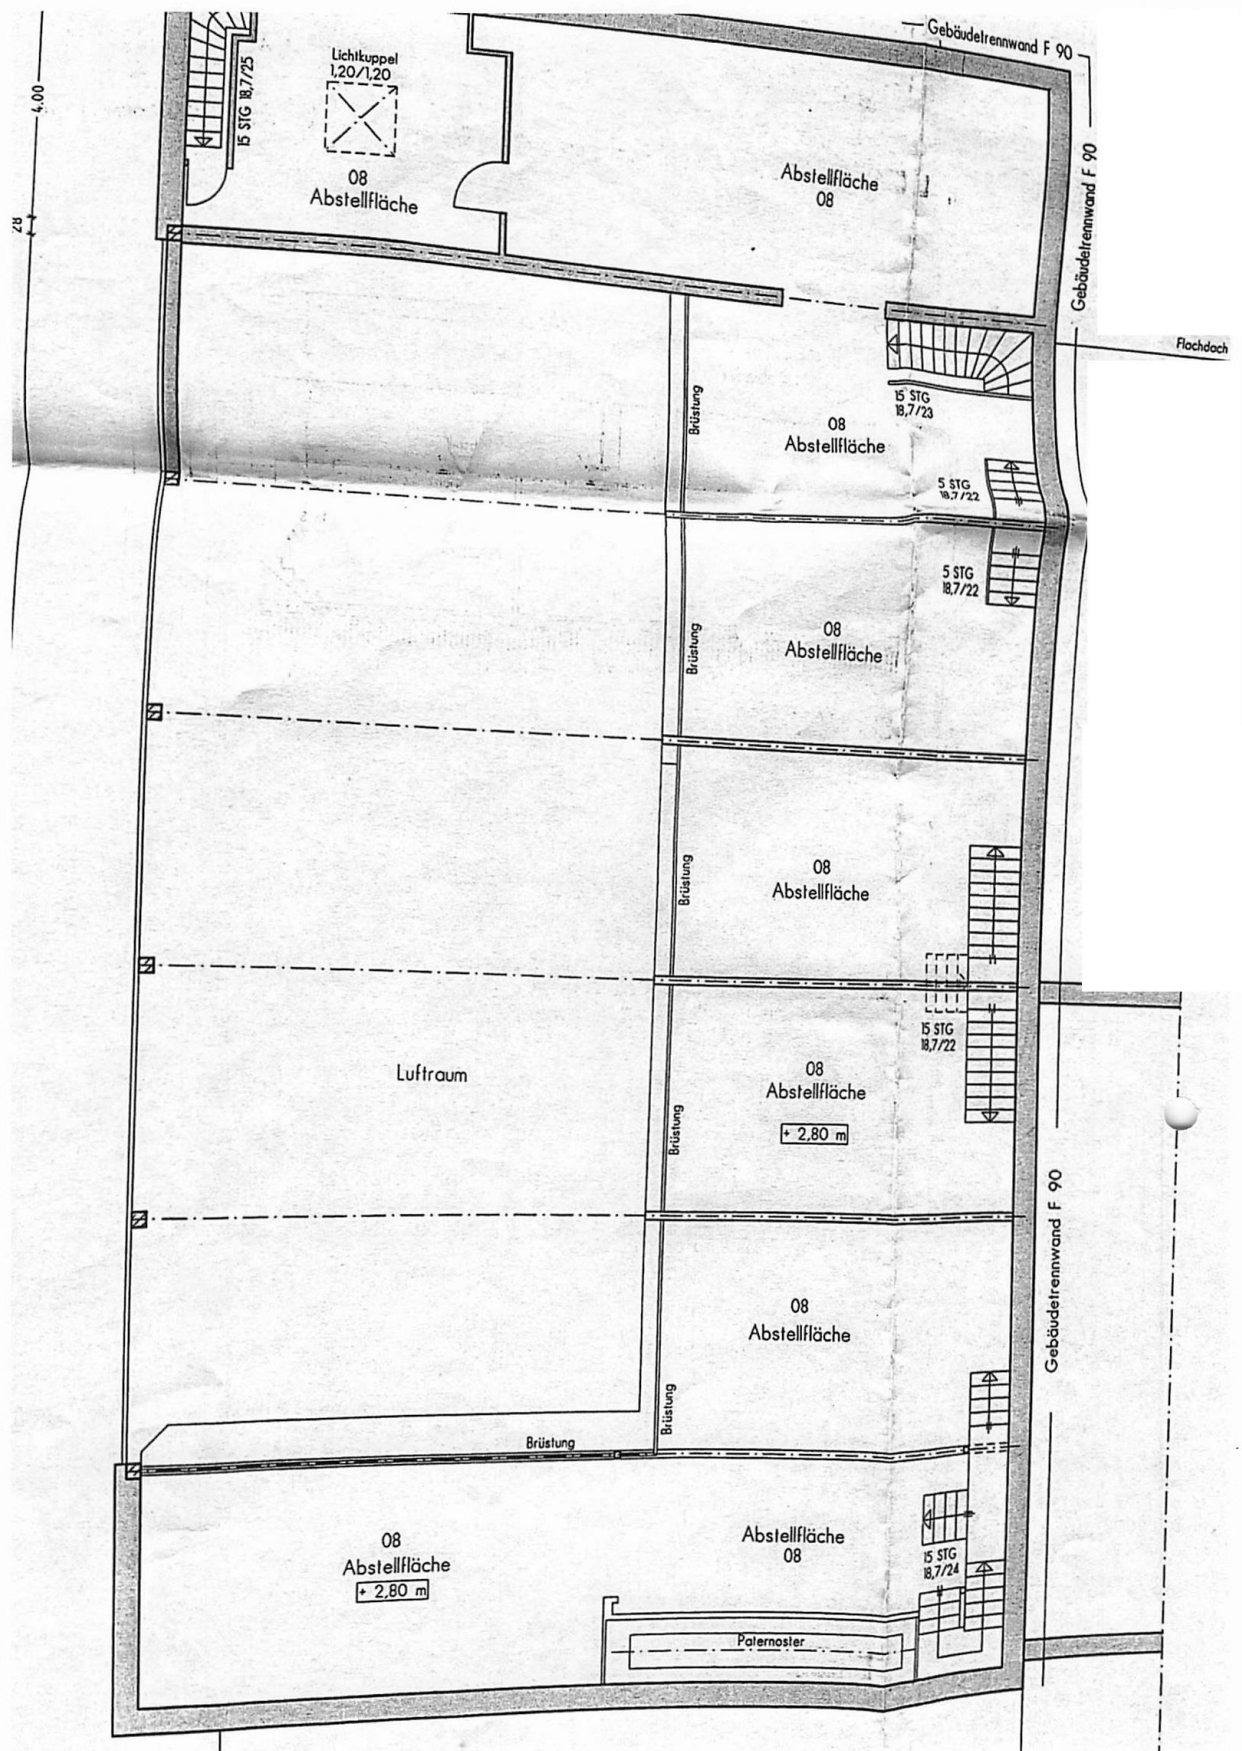 Gebäudetrennwand F 90
Lichtkuppel
1,20/1,20
15 STG 18,7/25
4.00
08
Abstellfläche
Abstellfläche
08
Gebäudetrennwand F 90
28
Flachdach
Brüstung
15 STG
18,7/23
08
Abstellfläche
5 STG
18,7/22
5 STG
18,7/22
Brüstung
08
Abstellfläche
Brüstung
08
Abstellfläche
15 STG
18,7/22
Luftraum
08
Abstellfläche
+ 2,80 m
Brüstung
Gebäudetrennwand F 90
08
Abstellfläche
Brüstung
Brüstung
08
Abstellfläche
+ 2,80 m
Abstellfläche
08
15 STG
18,7/24
Paternoster